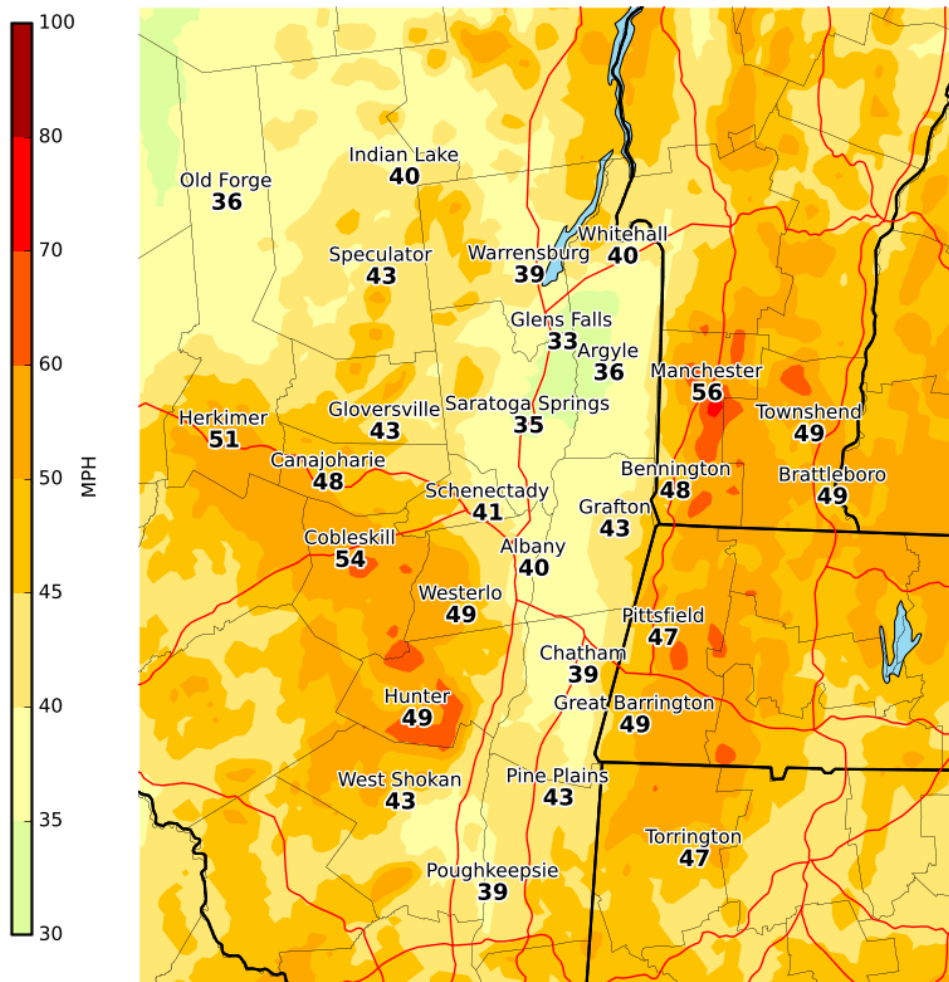 100
80
70
60
50
45
40
35
30
MPH
Indian Lake
40
Old Forge
36
Whitehall
40
Speculator
43
Warrensburg
39
Glens Falls
33
Argyle
36
Manchester
56
Saratoga Springs
35
Gloversville
43
Herkimer
51
Townshend
49
Canajoharie
48
Bennington
48
Brattleboro
49
Schenectady
41
Grafton
43
Cobleskill
54
Albany
40
Westerlo
49
Pittsfield
47
Chatham
39
Hunter
49
Great Barrington
49
West Shokan
43
Pine Plains
43
Torrington
47
Poughkeepsie
39